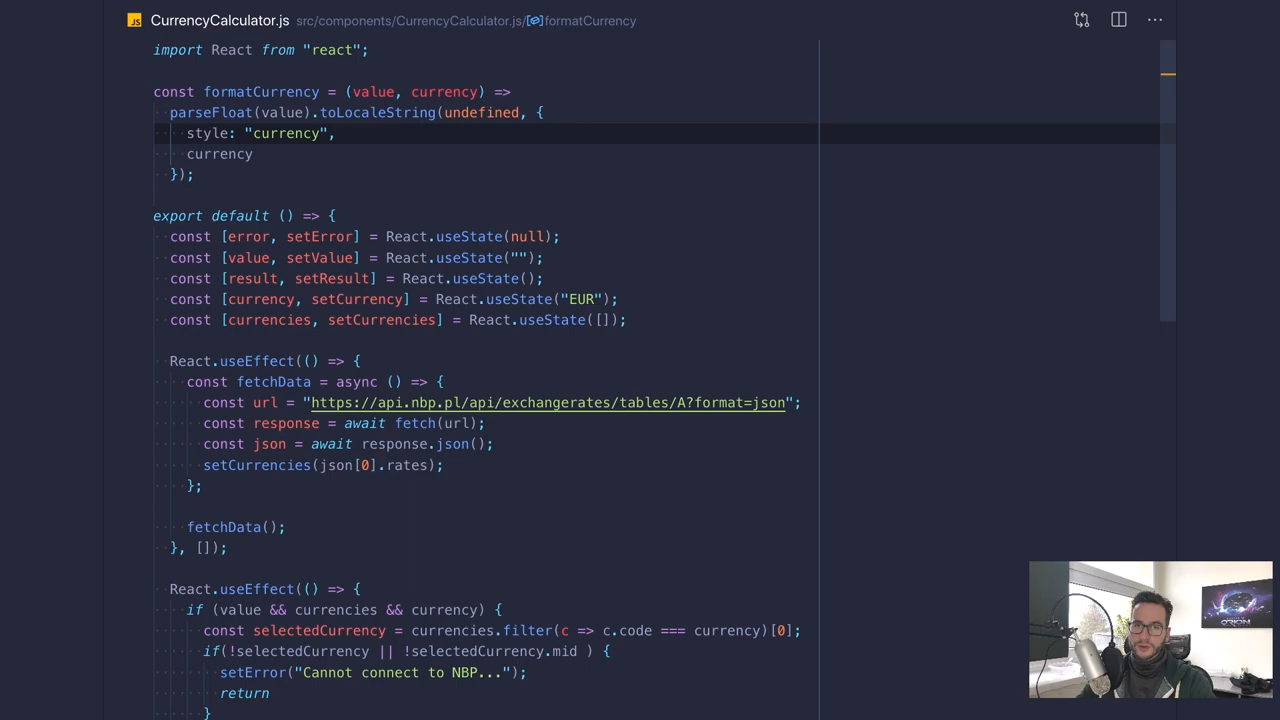 JS CurrencyCalculator.js src/components/CurrencyCalculator.js/formatCurrency
import React from "react";
const formatCurrency = (value, currency) =>
parseFloat(value).toLocaleString(undefined, {
style: "currency",
currency
});
export default () => {
const [error, setError] = React.useState(null);
const [value, setValue] = React.useState("");
const [result, setResult] = React.useState();
const [currency, setCurrency] = React.useState("EUR");
const [currencies, setCurrencies] = React.useState([]);
React.useEffect(() => {
const fetchData = async () => {
const url = "https://api.nbp.pl/api/exchangerates/tables/A?format=json";
const response = await fetch(url);
const json = await response.json();
setCurrencies(json[0].rates);
};
fetchData();
}, []);
React.useEffect(() => {
if (value && currencies && currency) {
const selectedCurrency = currencies.filter(c => c.code === currency)[0];
if(!selectedCurrency || !selectedCurrency.mid ) {
setError("Cannot connect to NBP...");
return
}
ORION